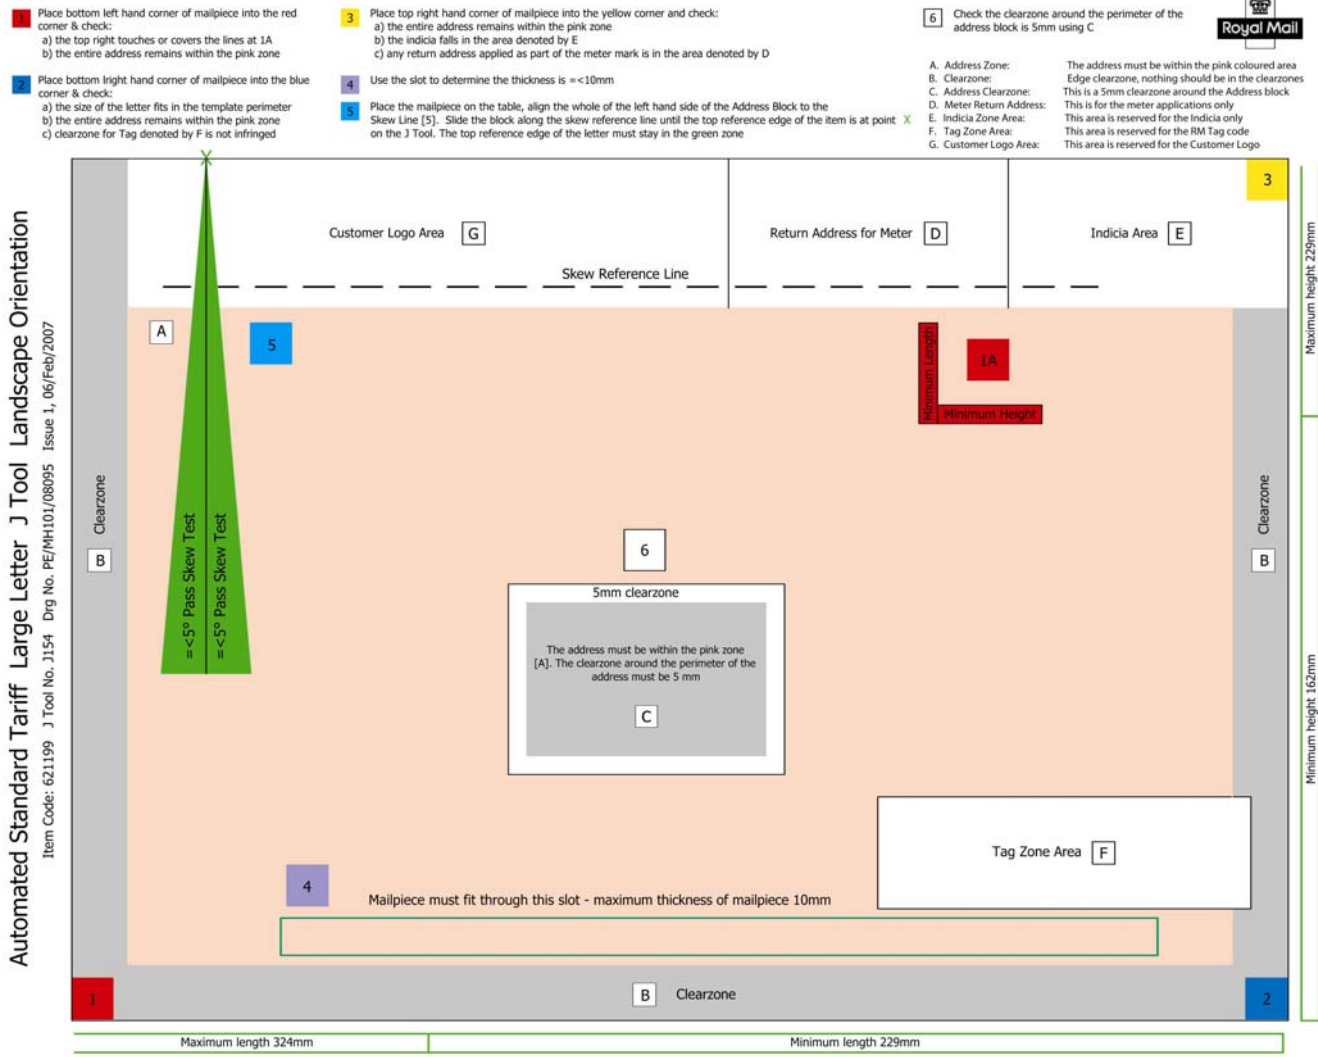 1 Place bottom left hand corner of mailpiece into the red
corner & check:
a) the top right touches or covers the lines at 1A
b) the entire address remains within the pink zone
2 Place bottom lright hand corner of mailpiece into the blue
corner & check:
a) the size of the letter fits in the template perimeter
b) the entire address remains within the pink zone
c) clearzone for Tag denoted by F is not infringed
3 Place top right hand corner of mailpiece into the yellow corner and check:
a) the entire address remains within the pink zone
b) the indicia falls in the area denoted by E
c) any return address applied as part of the meter mark is in the area denoted by D
4 Use the slot to determine the thickness is =<10mm
5 Place the mailpiece on the table, align the whole of the left hand side of the Address Block to the
Skew Line [5]. Slide the block along the skew reference line until the top reference edge of the item is at point X
on the J Tool. The top reference edge of the letter must stay in the green zone
6 Check the clearzone around the perimeter of the
address block is 5mm using C
Royal Mail
A. Address Zone: The address must be within the pink coloured area
B. Clearzone: Edge clearzone, nothing should be in the clearzones
C. Address Clearzone: This is a 5mm clearzone around the Address block
D. Meter Return Address: This is for the meter applications only
E. Indicia Zone Area: This area is reserved for the Indicia only
F. Tag Zone Area: This area is reserved for the RM Tag code
G. Customer Logo Area: This area is reserved for the Customer Logo
Automated Standard Tariff Large Letter J Tool Landscape Orientation
Item Code: 621199 J Tool No. J154 Drg No. PE/MH101/08095 Issue 1, 06/Feb/2007
X
3
Customer Logo Area G
Return Address for Meter D
Indicia Area E
Skew Reference Line
A
5
1A
Minimum Length
Minimum Height
=<5° Pass Skew Test
=<5° Pass Skew Test
Clearzone
B
Clearzone
B
6
5mm clearzone
The address must be within the pink zone
[A]. The clearzone around the perimeter of the
address must be 5 mm
C
Tag Zone Area F
4
Mailpiece must fit through this slot - maximum thickness of mailpiece 10mm
1
B Clearzone
2
Maximum length 324mm
Minimum length 229mm
Maximum height 229mm
Minimum height 162mm